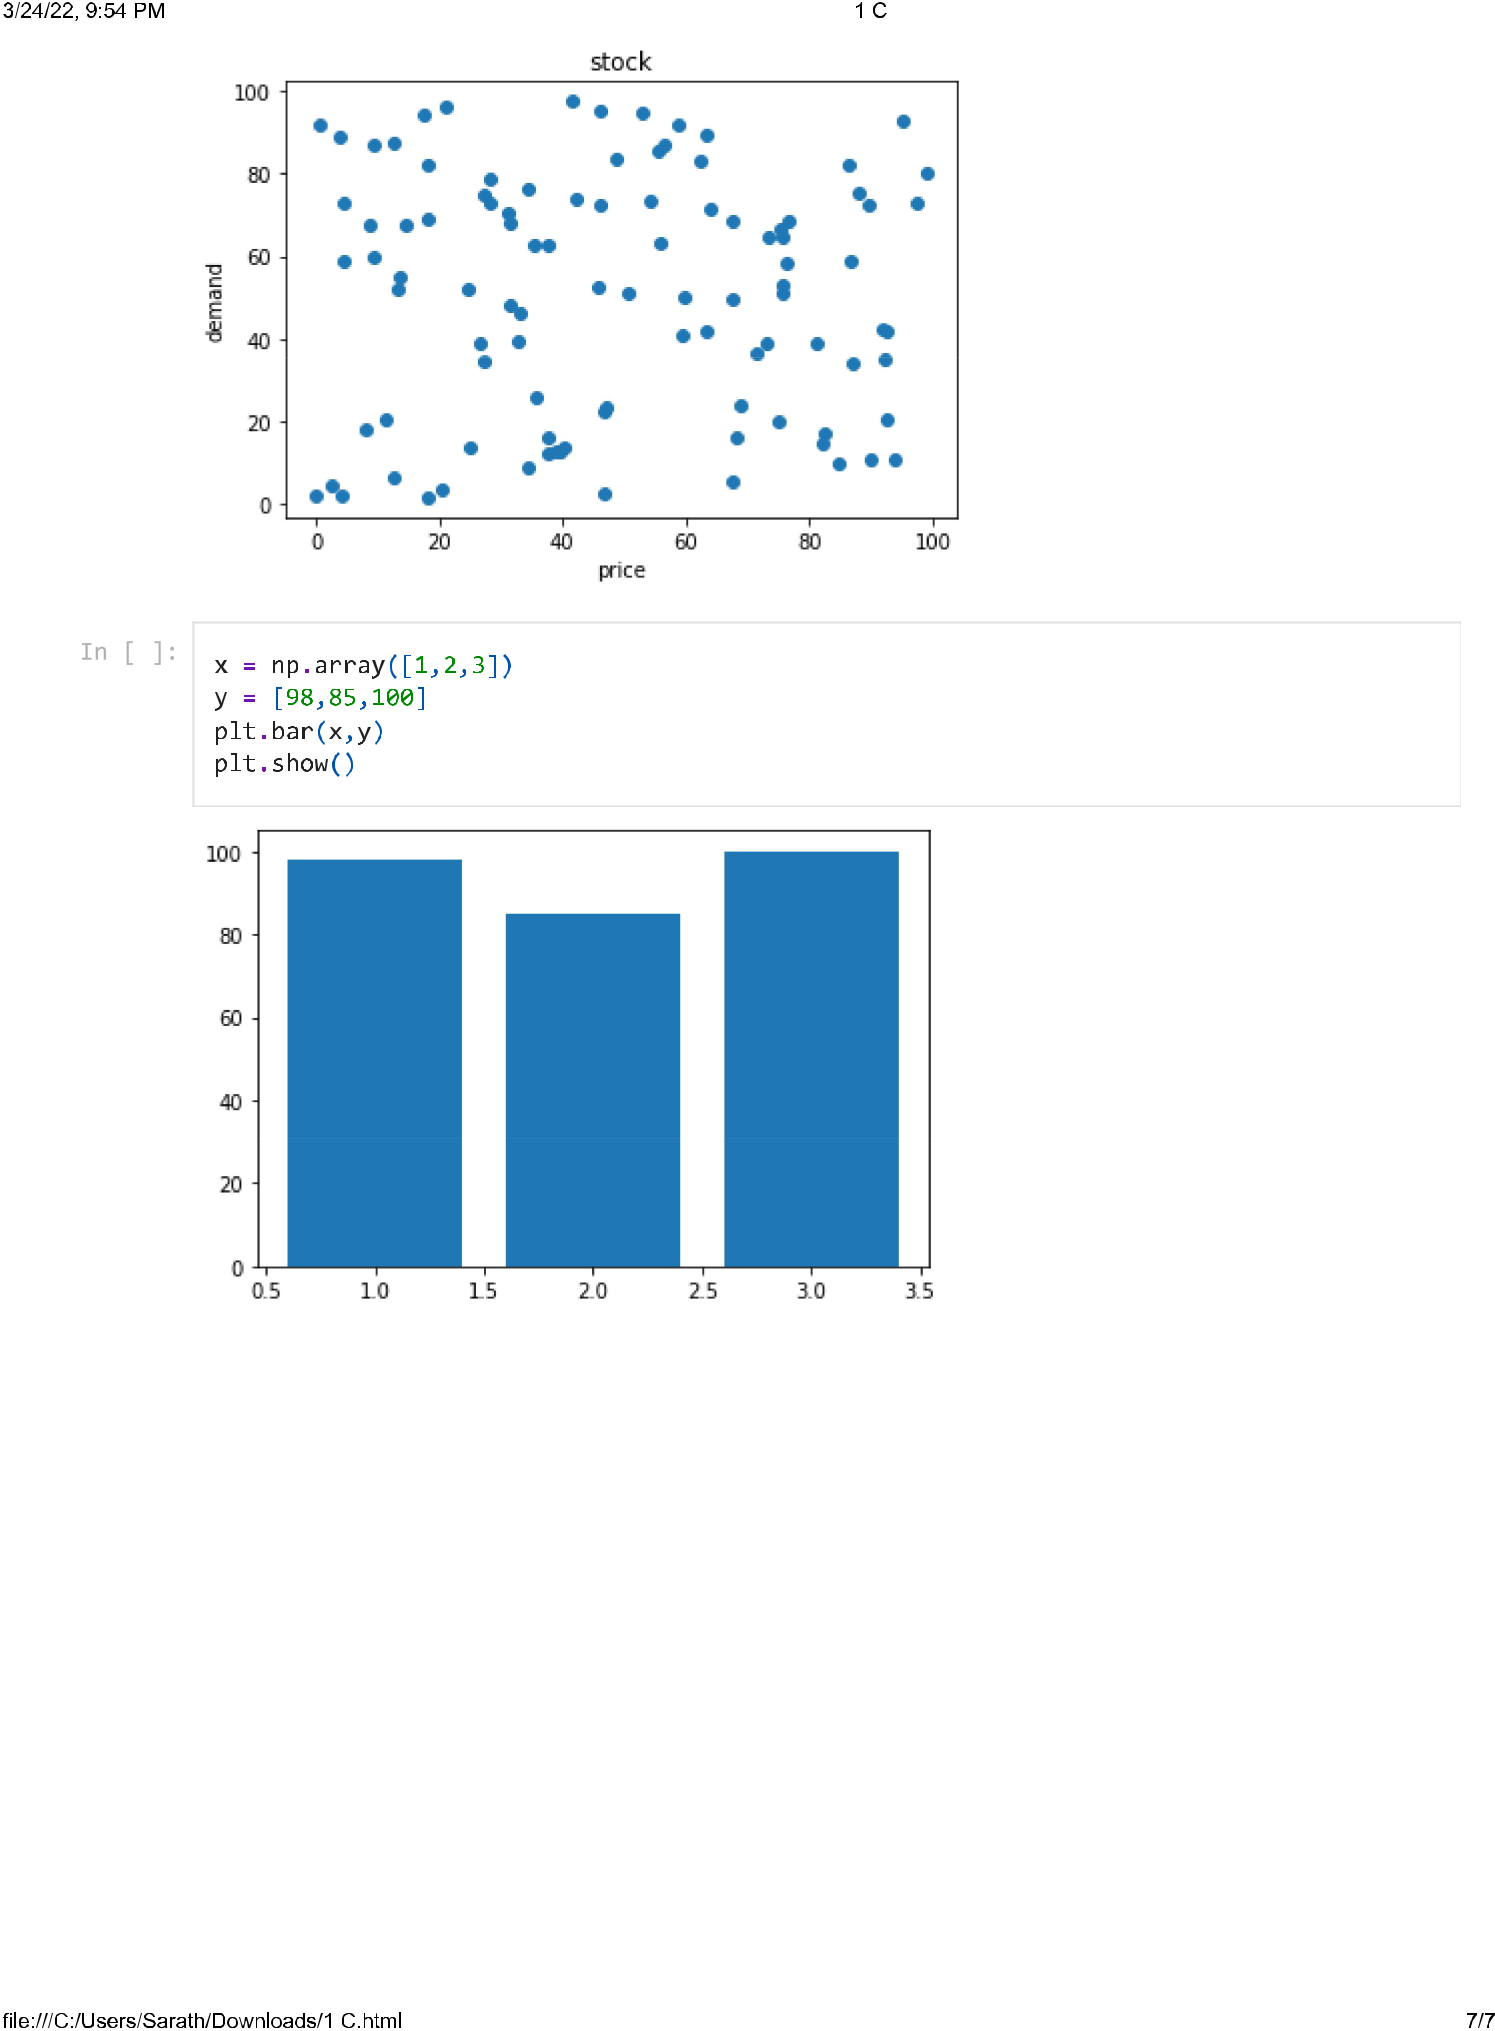 3/24/22, 9:54 PM 1 C
stock
100
80
60
40
20
0
demand
0 20 40 60 80 100
price
In [ ]:
x = np.array([1,2,3])
y = [98,85,100]
plt.bar(x,y)
plt.show()
100
80
60
40
20
0
0.5 1.0 1.5 2.0 2.5 3.0 3.5
file:///C:/Users/Sarath/Downloads/1 C.html 7/7